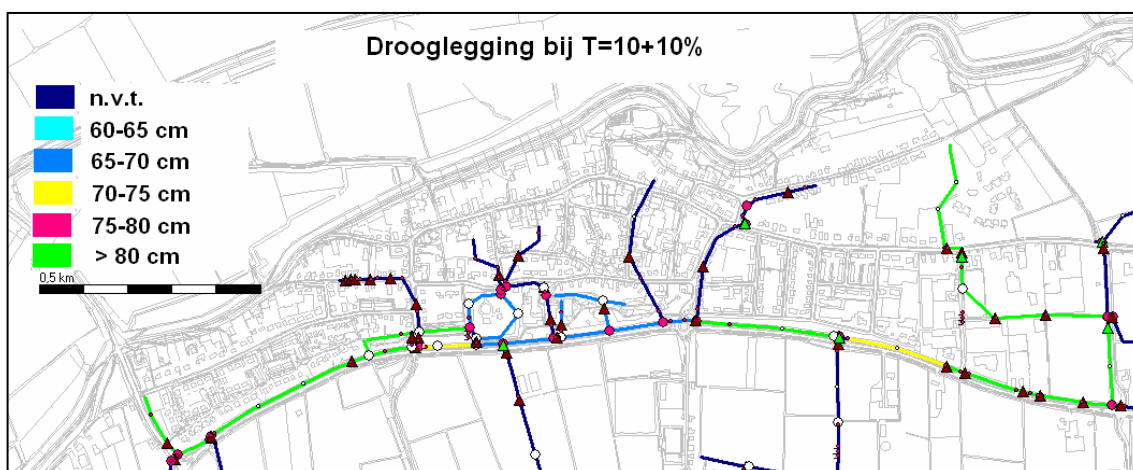 Drooglegging bij T=10+10%
n.v.t.
60-65 cm
65-70 cm
70-75 cm
75-80 cm
> 80 cm
0,5 km